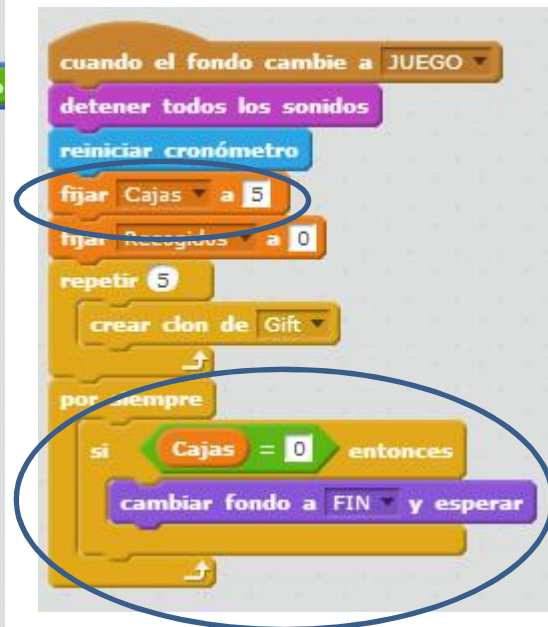 cuando el fondo cambie a JUEGO
detener todos los sonidos
reiniciar cronómetro
fijar Cajas a 5
fijar Recogidos a 0
repetir 5
crear clon de Gift
por siempre
si Cajas = 0 entonces
cambiar fondo a FIN y esperar